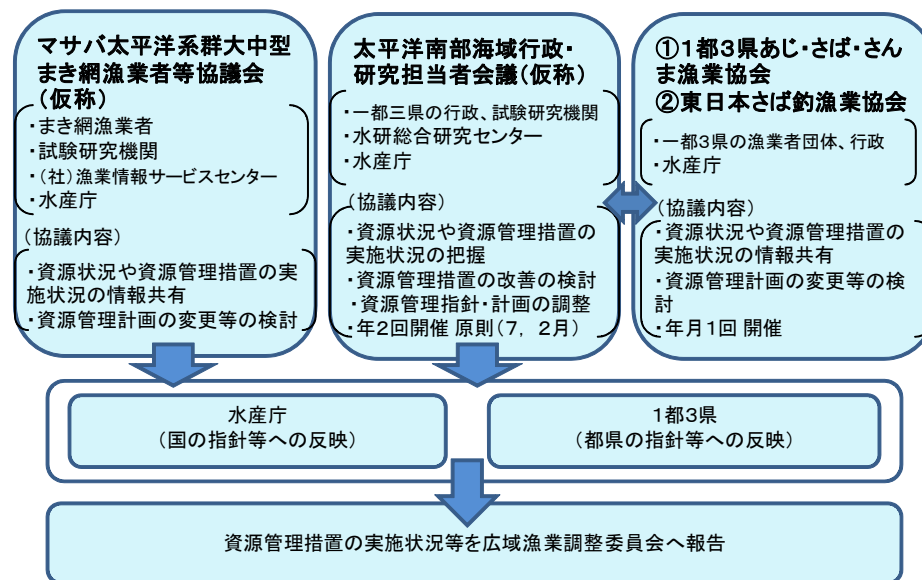 マサバ太平洋系群大中型
まき網漁業者等協議会
(仮称)
・まき網漁業者
・試験研究機関
・(社)漁業情報サービスセンター
・水産庁
(協議内容)
・資源状況や資源管理措置の実
施状況の情報共有
・資源管理計画の変更等の検討
太平洋南部海域行政・
研究担当者会議(仮称)
・一都三県の行政、試験研究機関
・水研総合研究センター
・水産庁
(協議内容)
・資源状況や資源管理措置の
実施状況の把握
・資源管理措置の改善の検討
・資源管理指針・計画の調整
・年2回開催 原則(7, 2月)
①1都3県あじ・さば・さん
ま漁業協会
②東日本さば釣漁業協会
・一都3県の漁業者団体、行政
・水産庁
(協議内容)
・資源状況や資源管理措置の
実施状況の情報共有
・資源管理計画の変更等の検
討
・年月1回 開催
水産庁
(国の指針等への反映)
1都3県
(都県の指針等への反映)
資源管理措置の実施状況等を広域漁業調整委員会へ報告